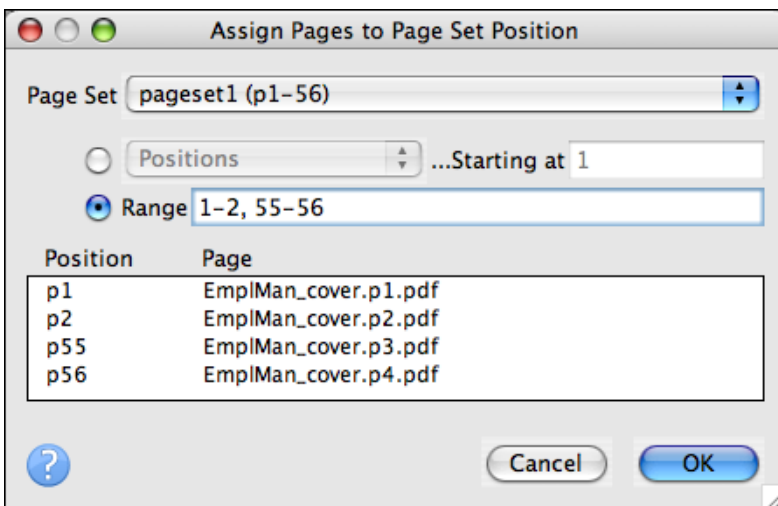 Assign Pages to Page Set Position
Page Set pageset1 (p1-56)
Positions ...Starting at 1
Range 1-2, 55-56
Position Page
p1 EmplMan_cover.p1.pdf
p2 EmplMan_cover.p2.pdf
p55 EmplMan_cover.p3.pdf
p56 EmplMan_cover.p4.pdf
? Cancel OK